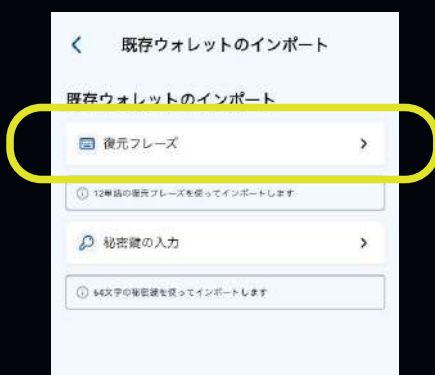 既存ウォレットのインポート
既存ウォレットのインポート
復元フレーズ
12単語の復元フレーズを使ってインポートします
秘密鍵の入力
64文字の秘密鍵を使ってインポートします